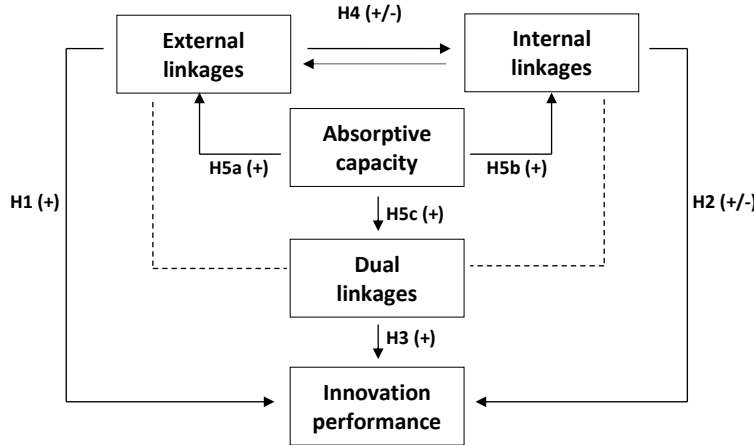 H4 (+/-)
External
linkages
Internal
linkages
Absorptive
capacity
H5a (+)
H5b (+)
H1 (+)
H2 (+/-)
H5c (+)
Dual
linkages
H3 (+)
Innovation
performance